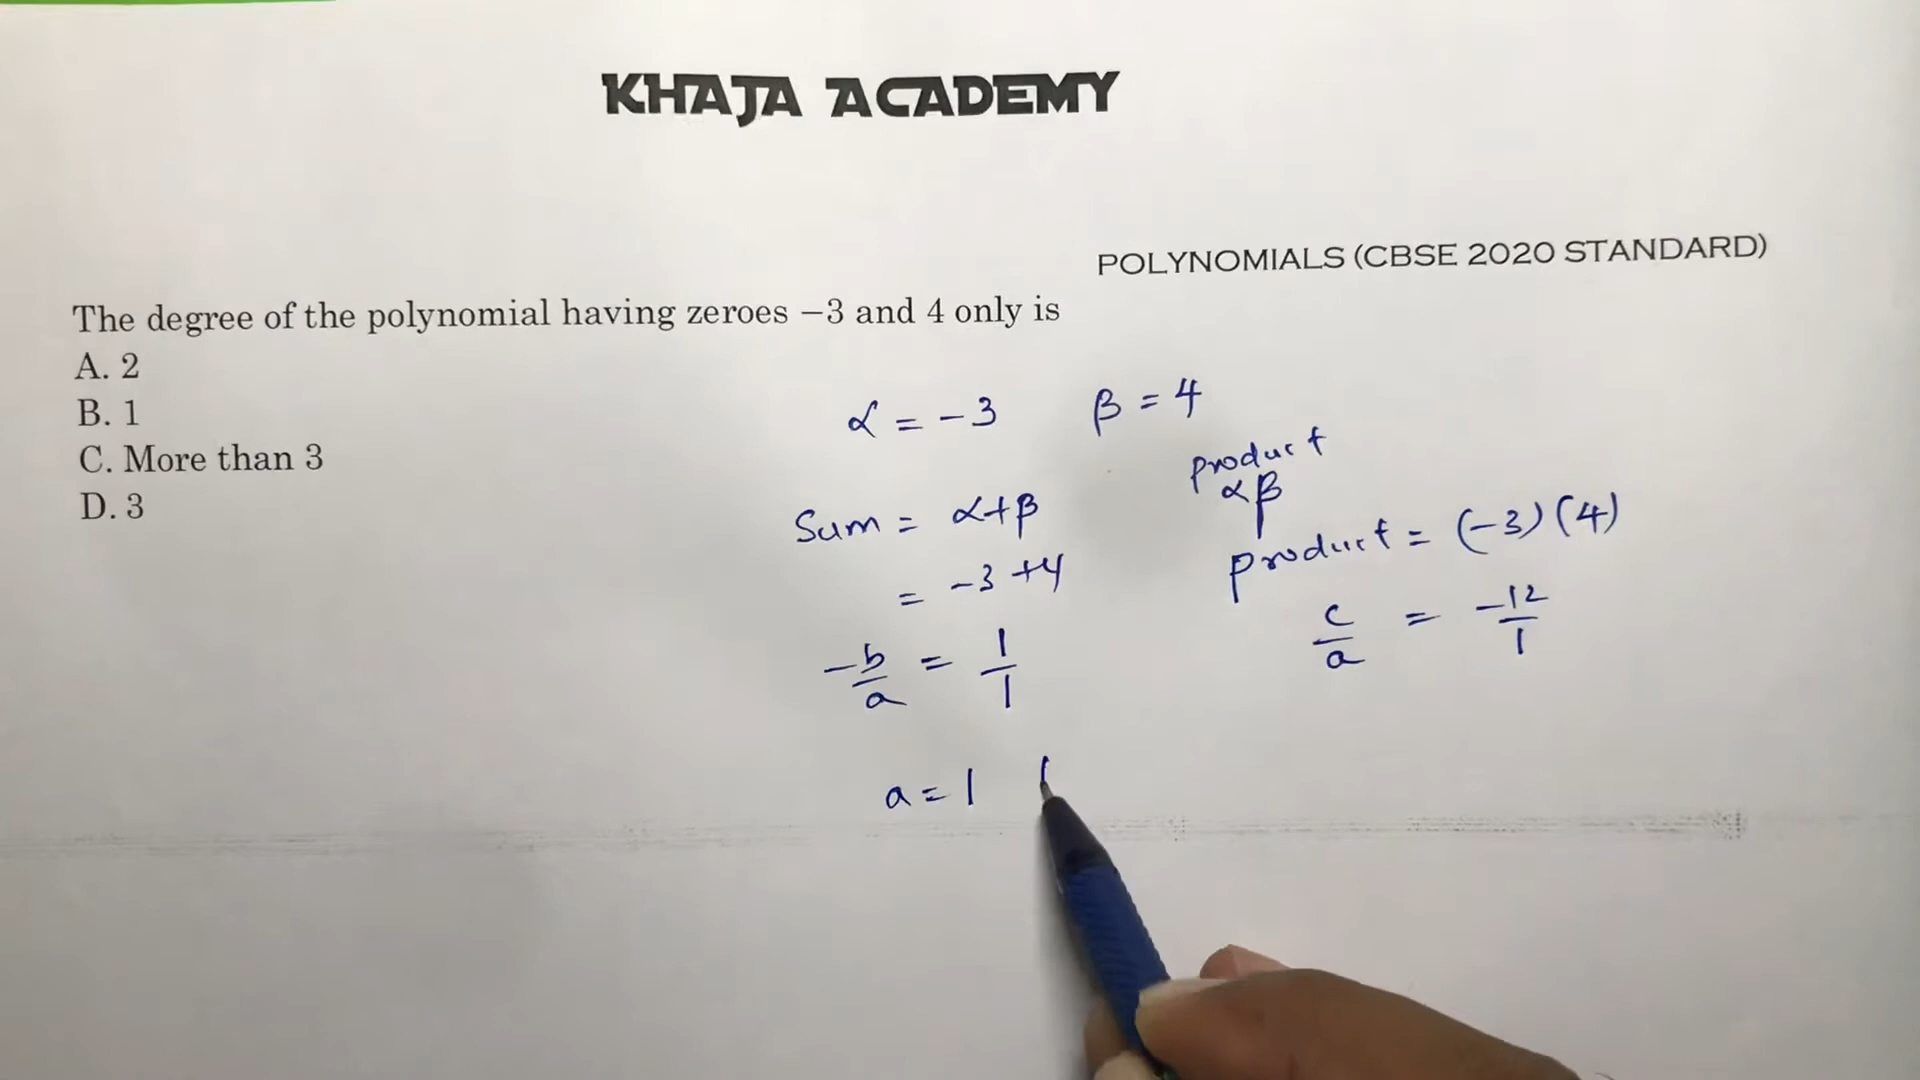 KHAJA ACADEMY
POLYNOMIALS (CBSE 2020 STANDARD)
The degree of the polynomial having zeroes −3 and 4 only is
A. 2
B. 1
C. More than 3
D. 3
α = -3 β = 4
product
αβ
Sum = α+β
product = (-3)(4)
= -3 +4
c/a = -12/1
-b/a = 1/1
a = 1